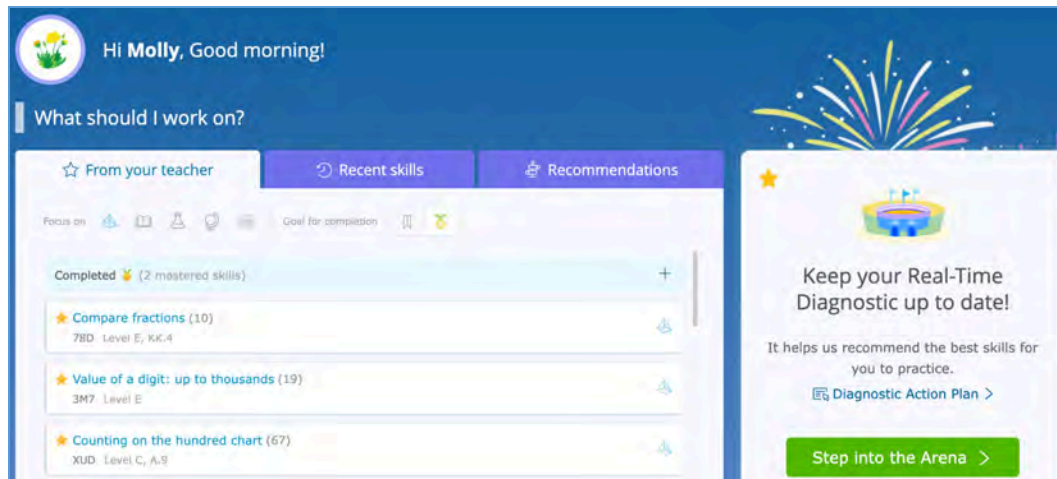 Hi Molly, Good morning!
What should I work on?
From your teacher
Recent skills
Recommendations
Focus on
Goal for completion
Completed (2 mastered skills)
+
Compare fractions (10)
78D Level E, KK.4
Value of a digit: up to thousands (19)
3M7 Level E
Counting on the hundred chart (67)
XUD Level C, A.9
Keep your Real-Time
Diagnostic up to date!
It helps us recommend the best skills for
you to practice.
Diagnostic Action Plan >
Step into the Arena >